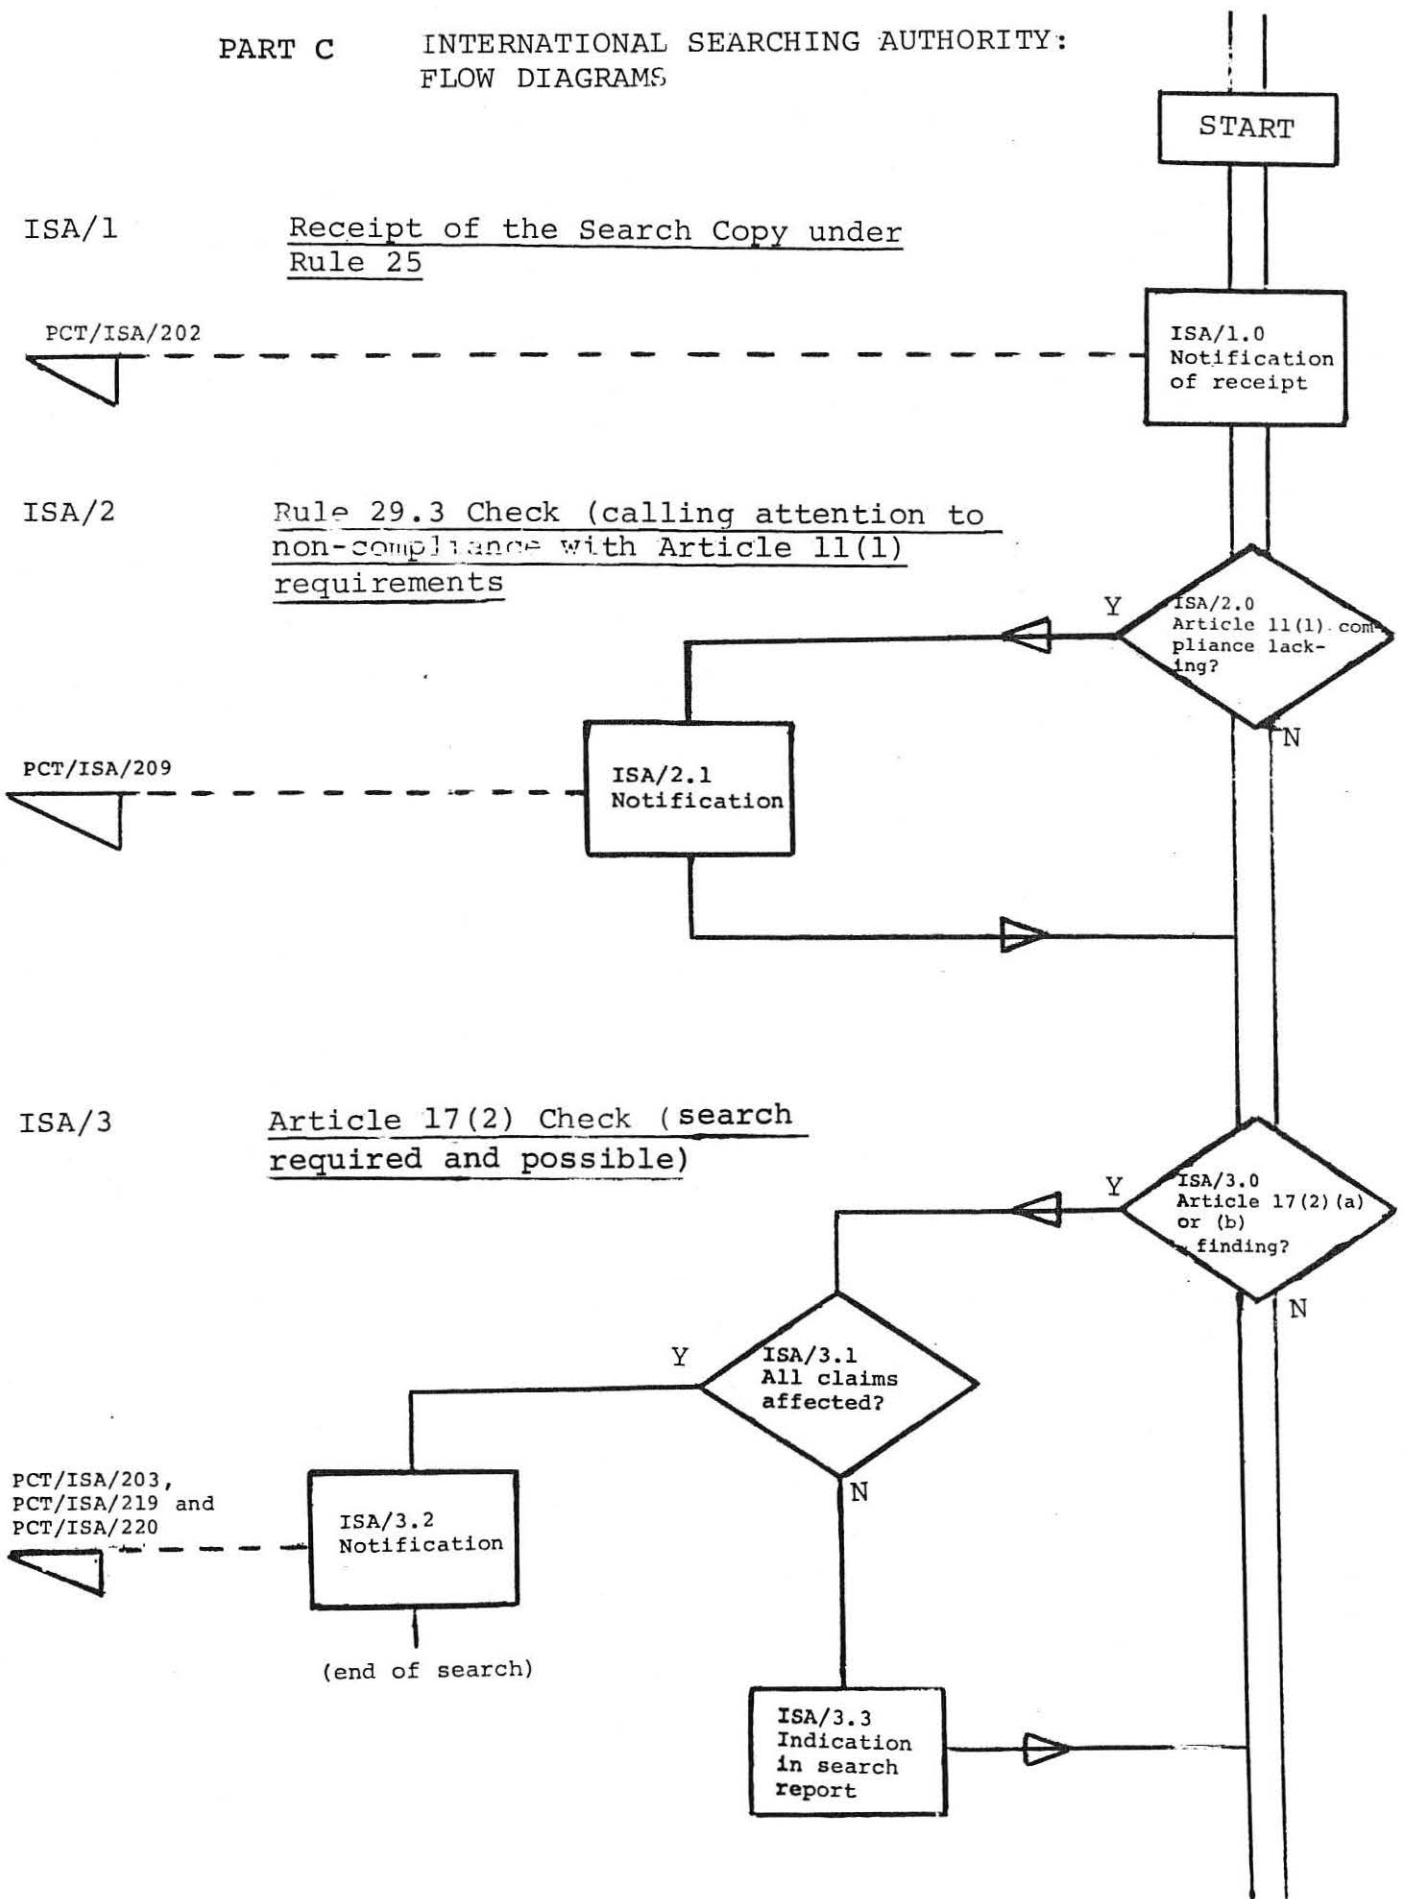 PART C INTERNATIONAL SEARCHING AUTHORITY:
FLOW DIAGRAMS
START
ISA/1 Receipt of the Search Copy under
Rule 25
PCT/ISA/202
ISA/1.0
Notification
of receipt
ISA/2 Rule 29.3 Check (calling attention to
non-compliance with Article 11(1)
requirements
Y
ISA/2.0
Article 11(1) com-
pliance lack-
ing?
N
PCT/ISA/209
ISA/2.1
Notification
ISA/3 Article 17(2) Check (search
required and possible)
Y
ISA/3.0
Article 17(2)(a)
or (b)
finding?
N
Y
ISA/3.1
All claims
affected?
N
PCT/ISA/203,
PCT/ISA/219 and
PCT/ISA/220
ISA/3.2
Notification
(end of search)
ISA/3.3
Indication
in search
report